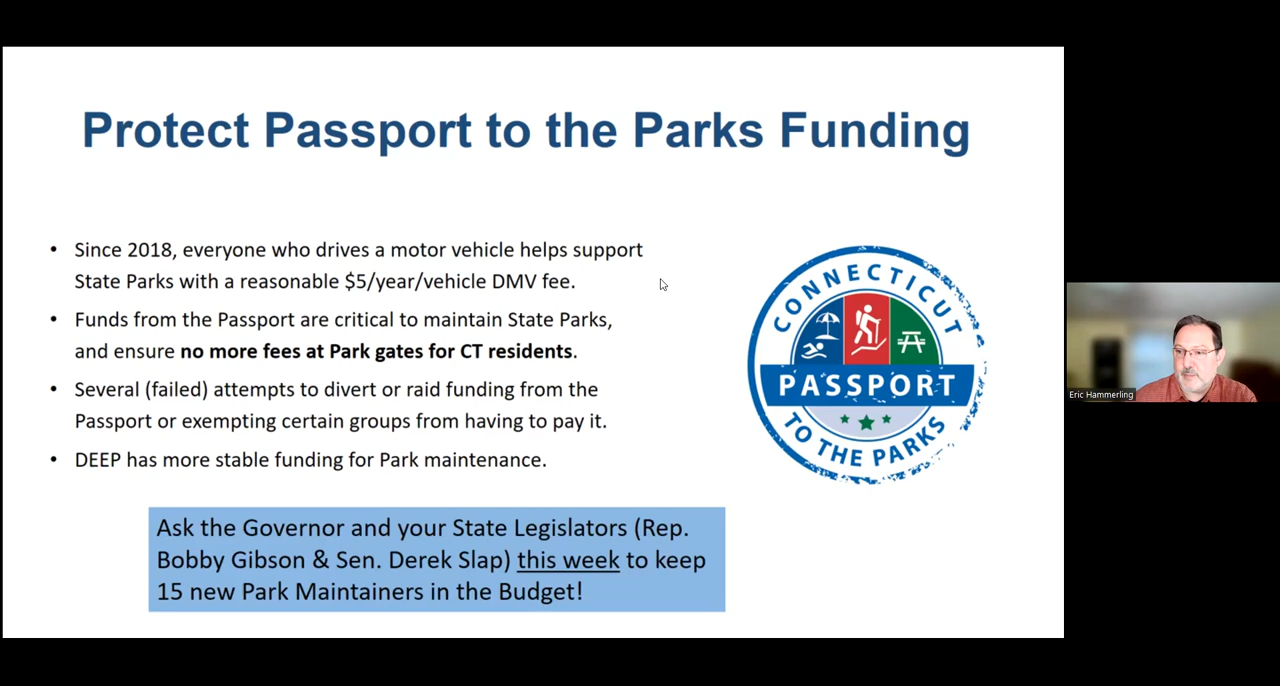 Protect Passport to the Parks Funding
• Since 2018, everyone who drives a motor vehicle helps support
State Parks with a reasonable $5/year/vehicle DMV fee.
• Funds from the Passport are critical to maintain State Parks,
and ensure no more fees at Park gates for CT residents.
• Several (failed) attempts to divert or raid funding from the
Passport or exempting certain groups from having to pay it.
• DEEP has more stable funding for Park maintenance.
Ask the Governor and your State Legislators (Rep.
Bobby Gibson & Sen. Derek Slap) this week to keep
15 new Park Maintainers in the Budget!
CONNECTICUT
PASSPORT
TO THE PARKS
Eric Hammerling